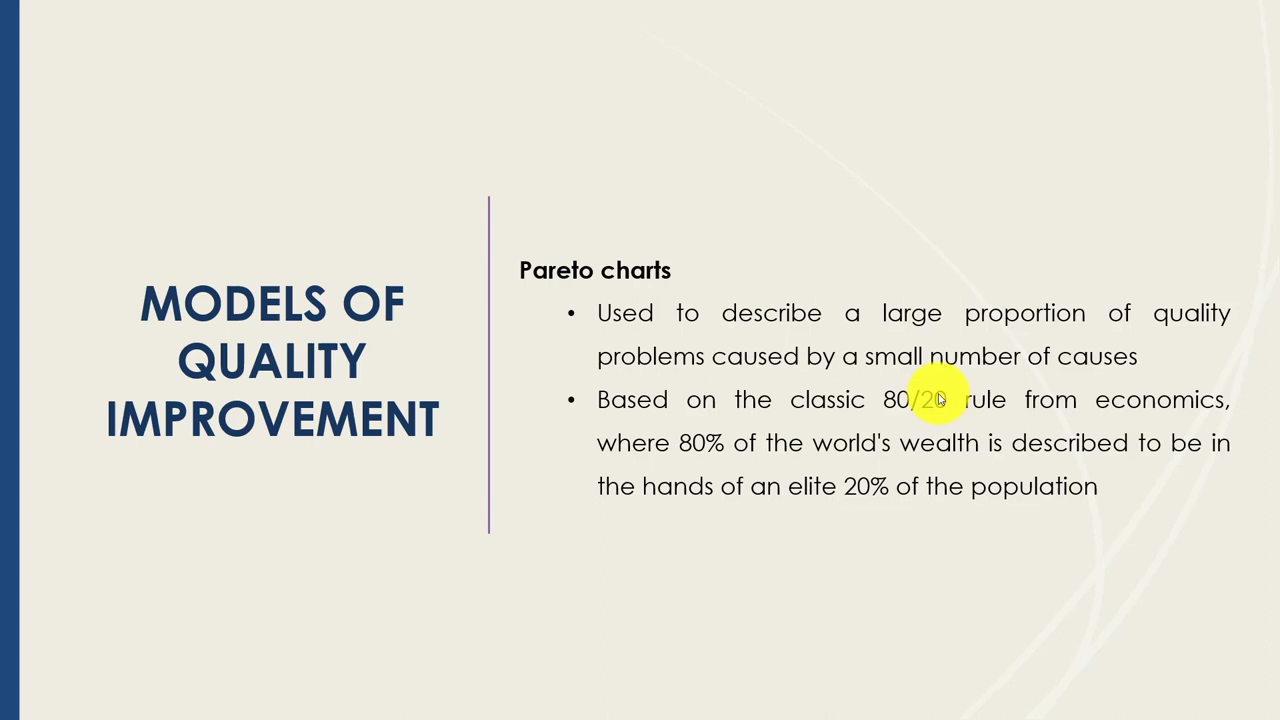 MODELS OF
QUALITY
IMPROVEMENT
Pareto charts
• Used to describe a large proportion of quality
problems caused by a small number of causes
• Based on the classic 80/20 rule from economics,
where 80% of the world's wealth is described to be in
the hands of an elite 20% of the population